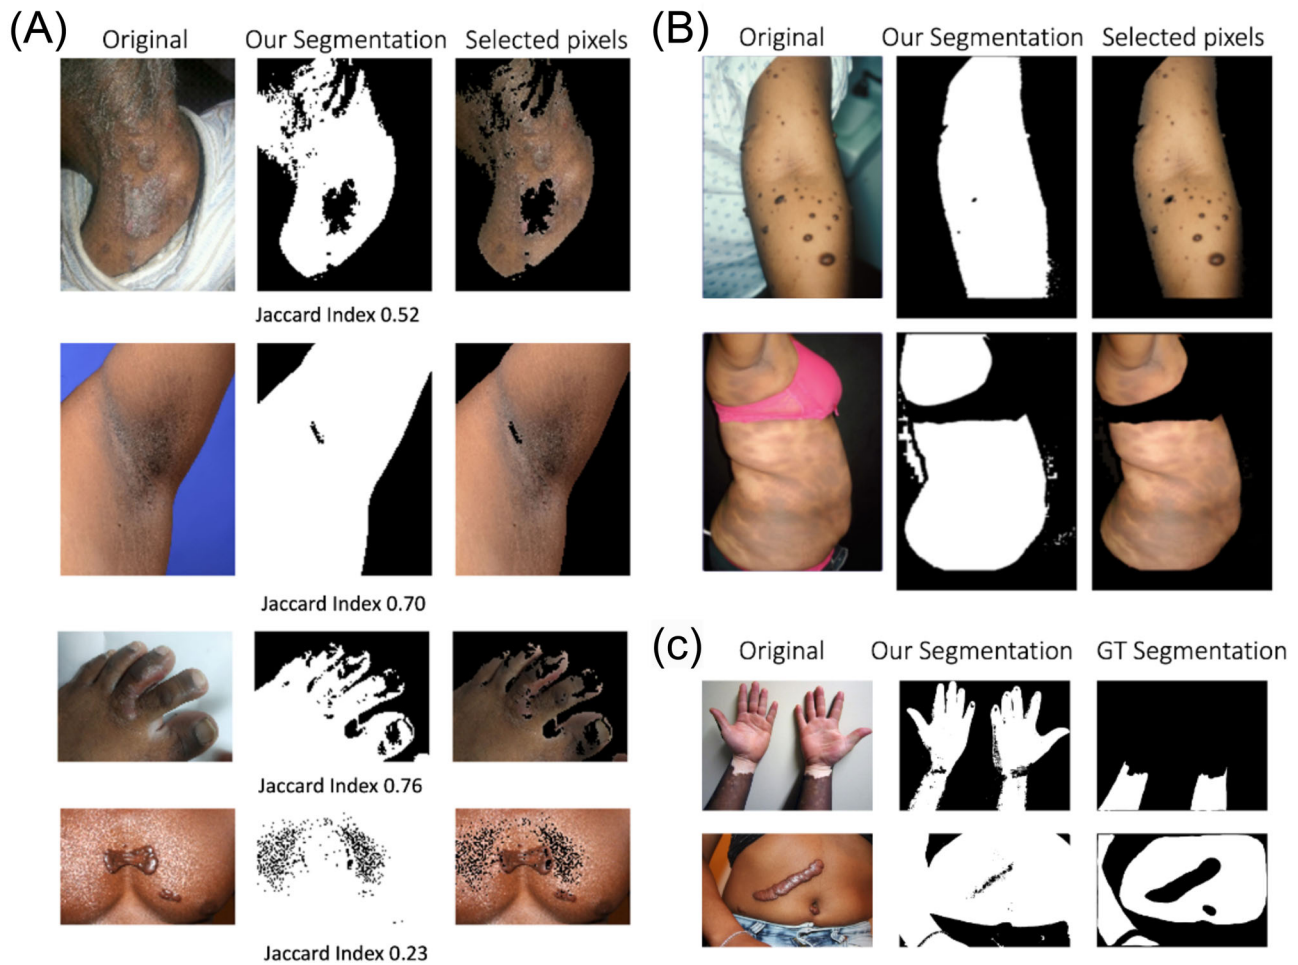 (A)
Original Our Segmentation Selected pixels
Jaccard Index 0.52
Jaccard Index 0.70
Jaccard Index 0.76
Jaccard Index 0.23
(B)
Original Our Segmentation Selected pixels
(c)
Original Our Segmentation GT Segmentation